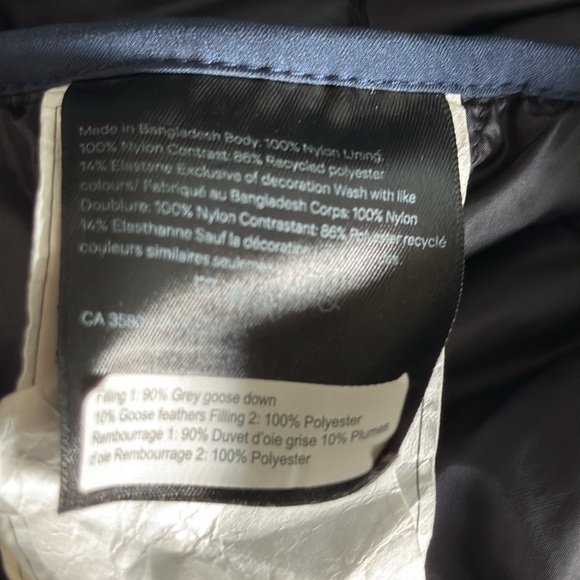 Made in Bangladesh Body: 100% Nylon Lining:
100% Nylon Contrast: 86% Recycled polyester
14% Elastene Exclusive of decoration Wash with like
colours/ Fabriqué au Bangladesh Corps: 100% Nylon
Doublure: 100% Nylon Contrastant: 86% Polyester recyclé
14% Elasthanne Sauf la décoration
couleurs similaires seulement
CA 358
Filling 1: 90% Grey goose down
10% Goose feathers Filling 2: 100% Polyester
Rembourrage 1: 90% Duvet d'oie grise 10% Plumes
d'oie Rembourrage 2: 100% Polyester